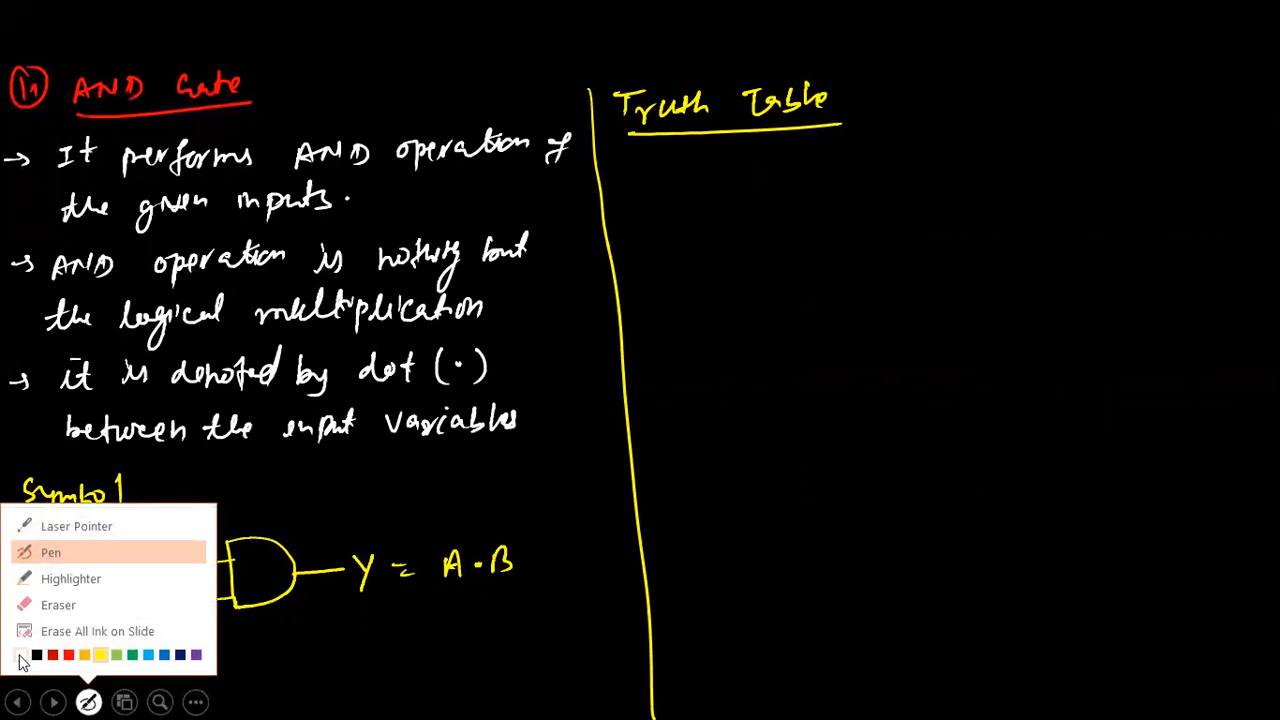 1) AND Gate
→ It performs AND operation of
the given inputs.
→ AND operation is nothing but
the logical multiplication
→ it is denoted by dot (·)
between the input variables
Symbol
Y = A·B
Truth Table
Laser Pointer
Pen
Highlighter
Eraser
Erase All Ink on Slide